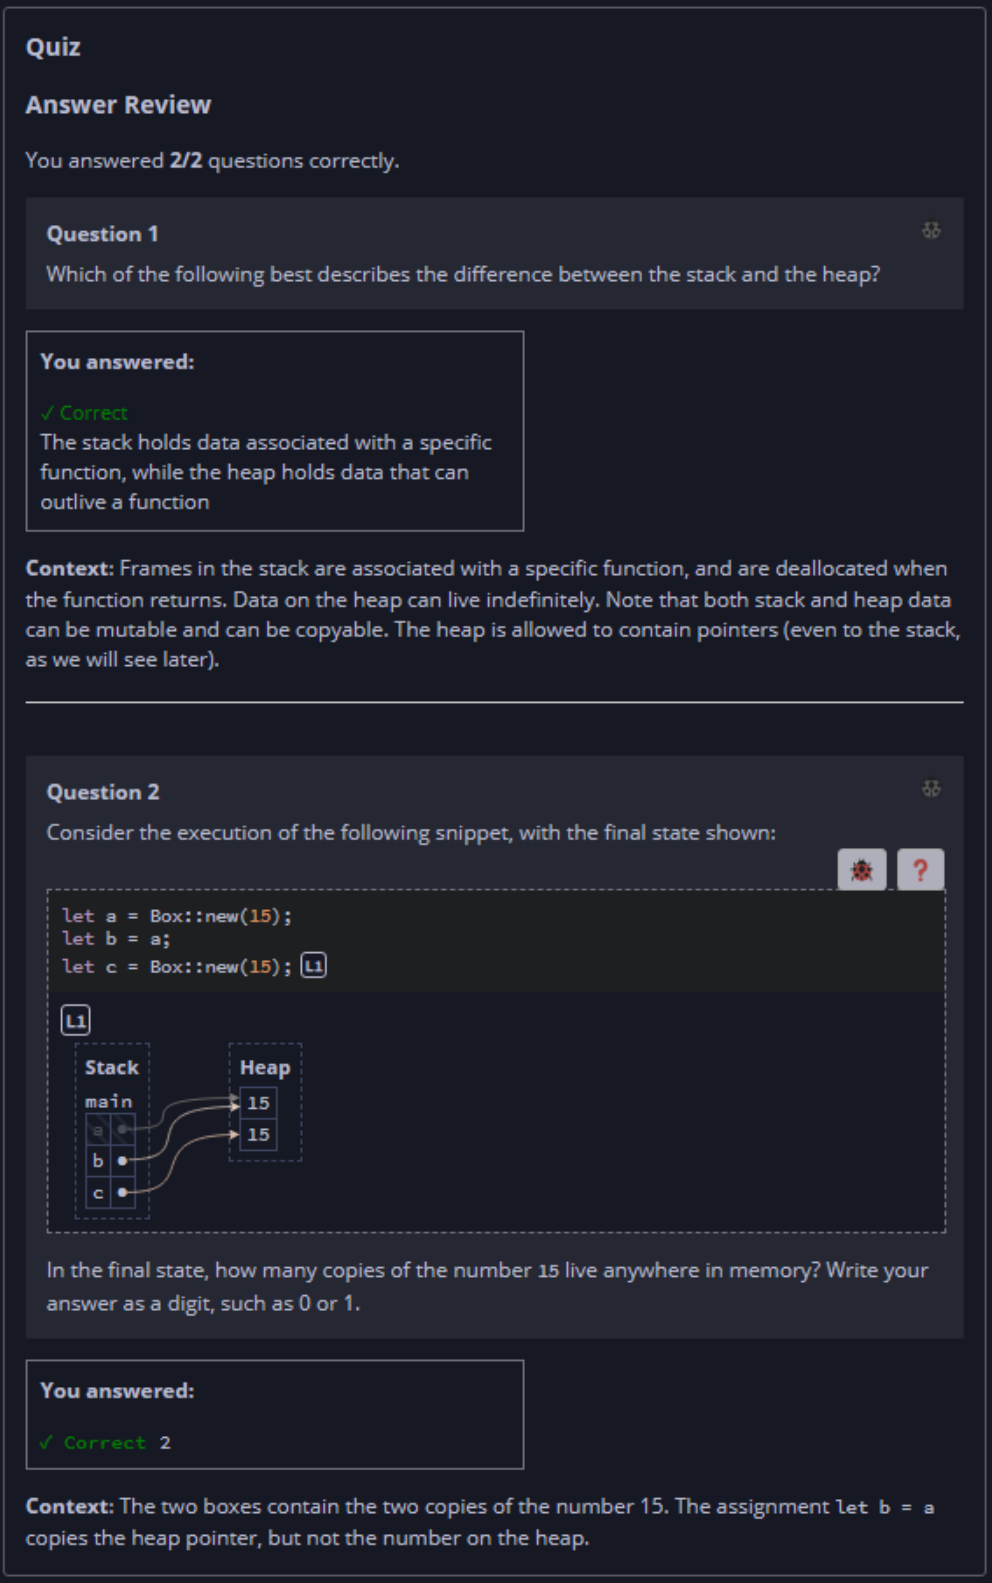 Quiz
Answer Review
You answered 2/2 questions correctly.
Question 1
Which of the following best describes the difference between the stack and the heap?
You answered:
✓ Correct
The stack holds data associated with a specific
function, while the heap holds data that can
outlive a function
Context: Frames in the stack are associated with a specific function, and are deallocated when
the function returns. Data on the heap can live indefinitely. Note that both stack and heap data
can be mutable and can be copyable. The heap is allowed to contain pointers (even to the stack,
as we will see later).
Question 2
Consider the execution of the following snippet, with the final state shown:
?
let a = Box::new(15);
let b = a;
let c = Box::new(15); L1
L1
Stack Heap
main 15
a
15
b
c
In the final state, how many copies of the number 15 live anywhere in memory? Write your
answer as a digit, such as 0 or 1.
You answered:
✓ Correct 2
Context: The two boxes contain the two copies of the number 15. The assignment let b = a
copies the heap pointer, but not the number on the heap.